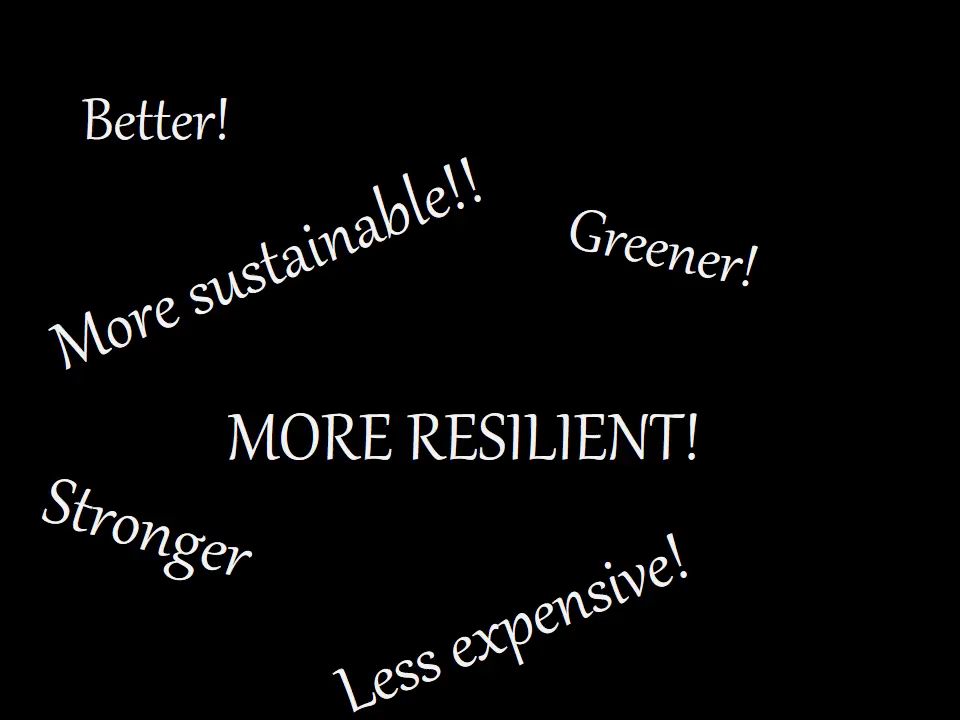 Better!
More sustainable!!
Greener!
MORE RESILIENT!
Stronger
Less expensive!